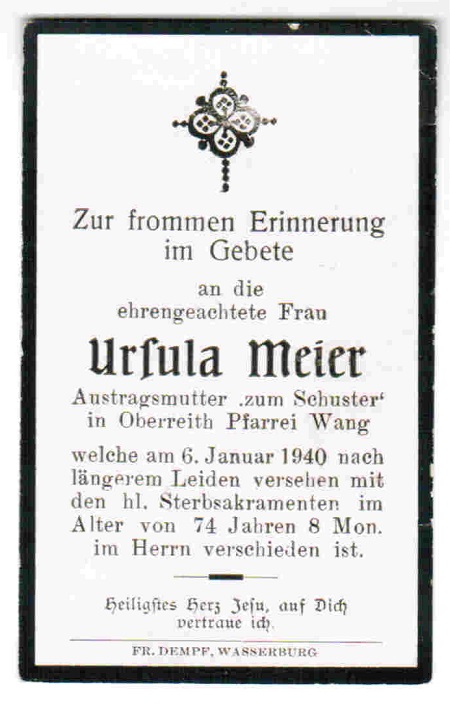 Zur frommen Erinnerung
im Gebete
an die
ehrengeachtete Frau
Urſula Meier
Austragsmutter ‚zum Schuster‘
in Oberreith Pfarrei Wang
welche am 6. Januar 1940 nach
längerem Leiden versehen mit
den hl. Sterbsakramenten im
Alter von 74 Jahren 8 Mon.
im Herrn verschieden ist.
Heiligſtes Herz Jeſu, auf Dich
vertraue ich.
FR. DEMPF, WASSERBURG